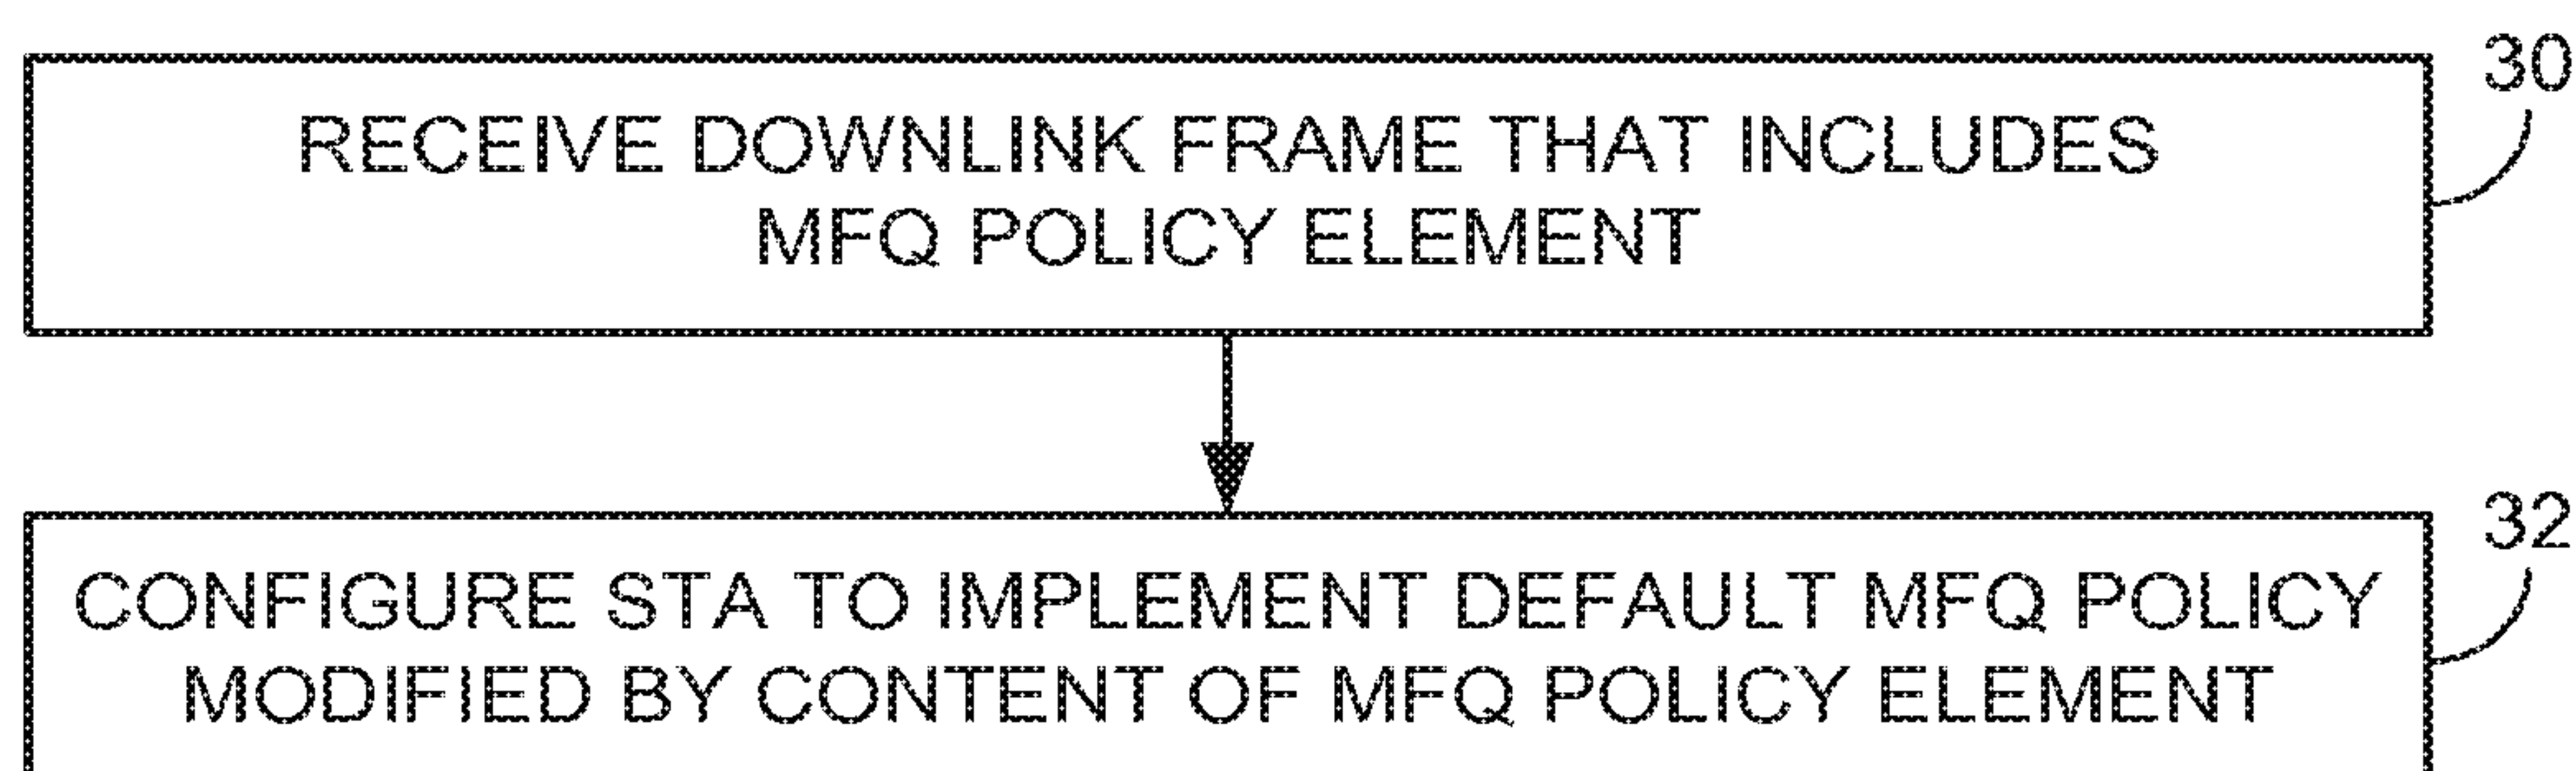 30
RECEIVE DOWNLINK FRAME THAT INCLUDES
MFQ POLICY ELEMENT
32
CONFIGURE STA TO IMPLEMENT DEFAULT MFQ POLICY
MODIFIED BY CONTENT OF MFQ POLICY ELEMENT